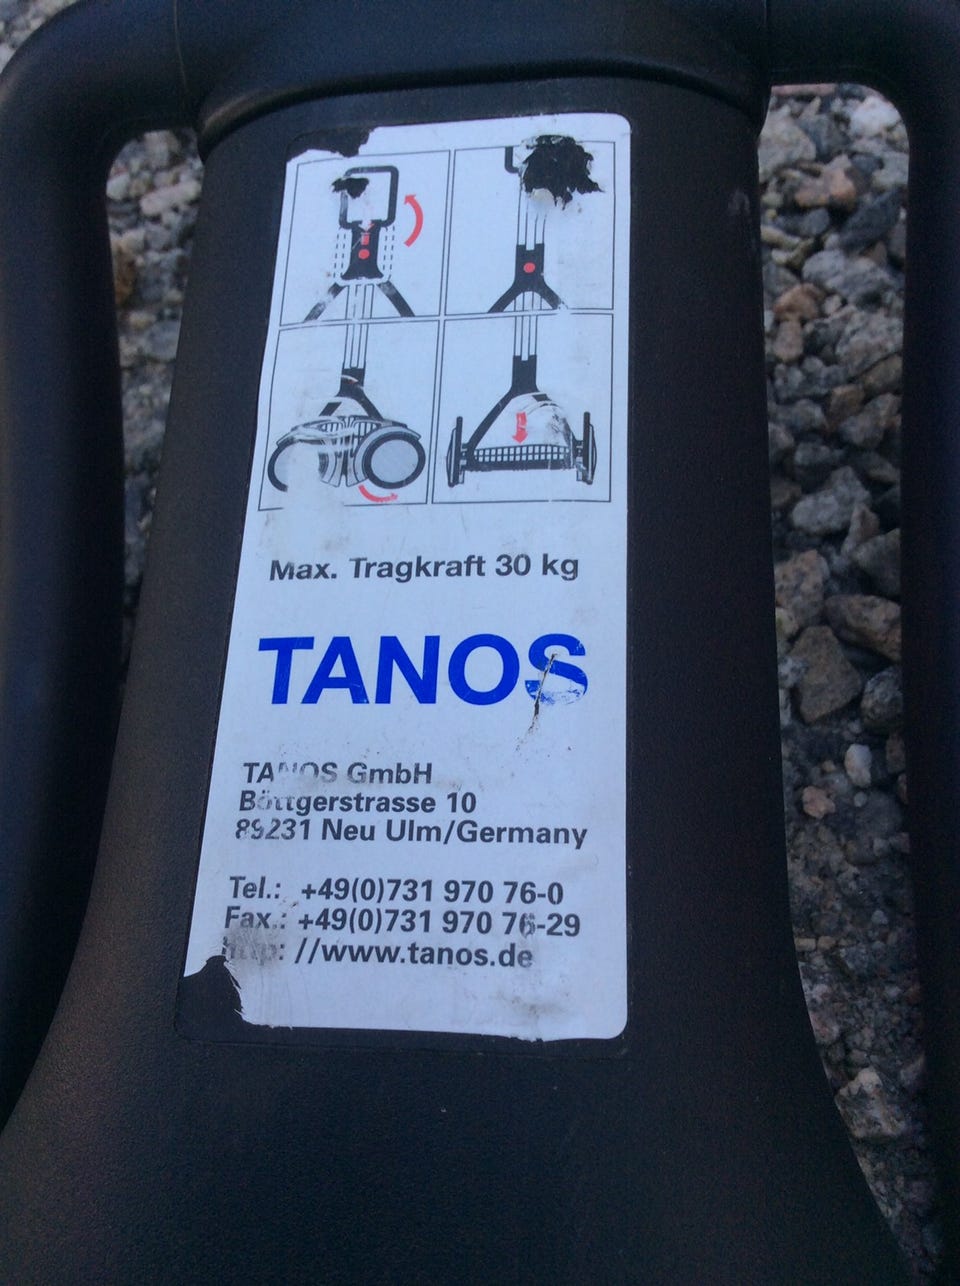 Max. Tragkraft 30 kg
TANOS
TANOS GmbH
Böttgerstrasse 10
89231 Neu Ulm/Germany
Tel.: +49(0)731 970 76-0
Fax.: +49(0)731 970 76-29
http: //www.tanos.de